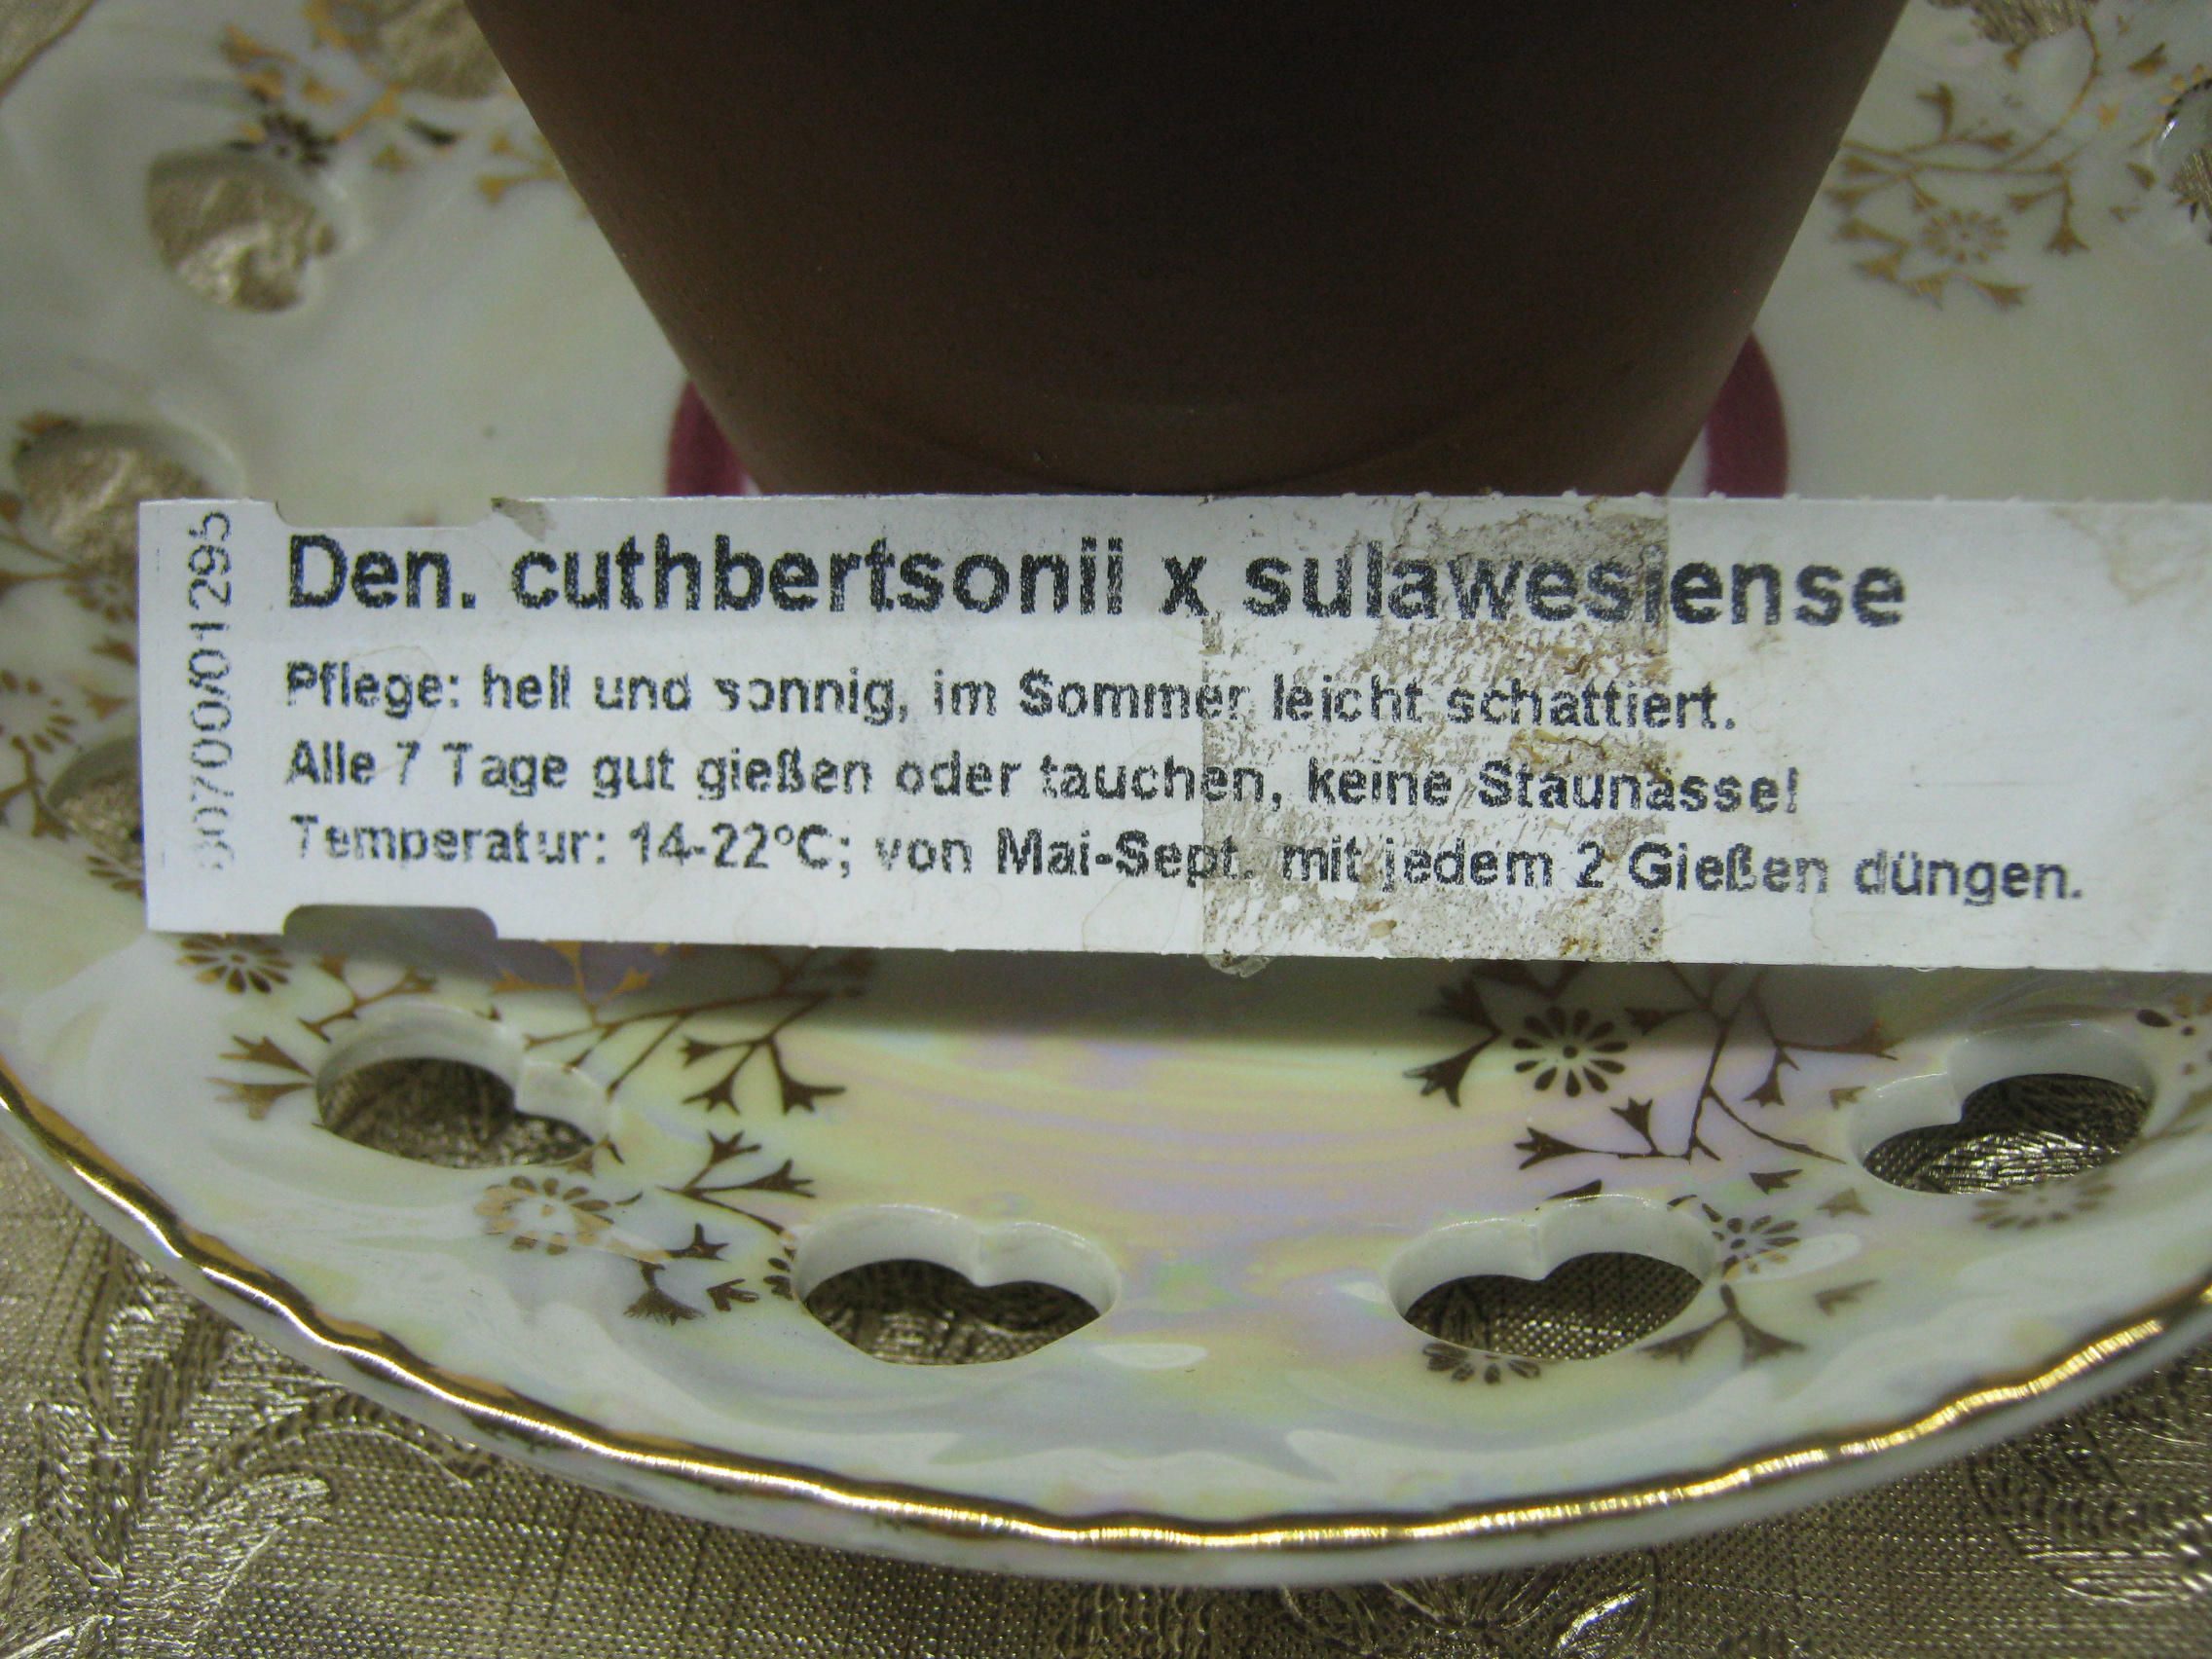 Den. cuthbertsonii x sulawesiense
Pflege: hell und sonnig, im Sommer leicht schattiert.
Alle 7 Tage gut gießen oder tauchen, keine Staunässe!
Temperatur: 14-22°C; von Mai-Sept. mit jedem 2 Gießen düngen.